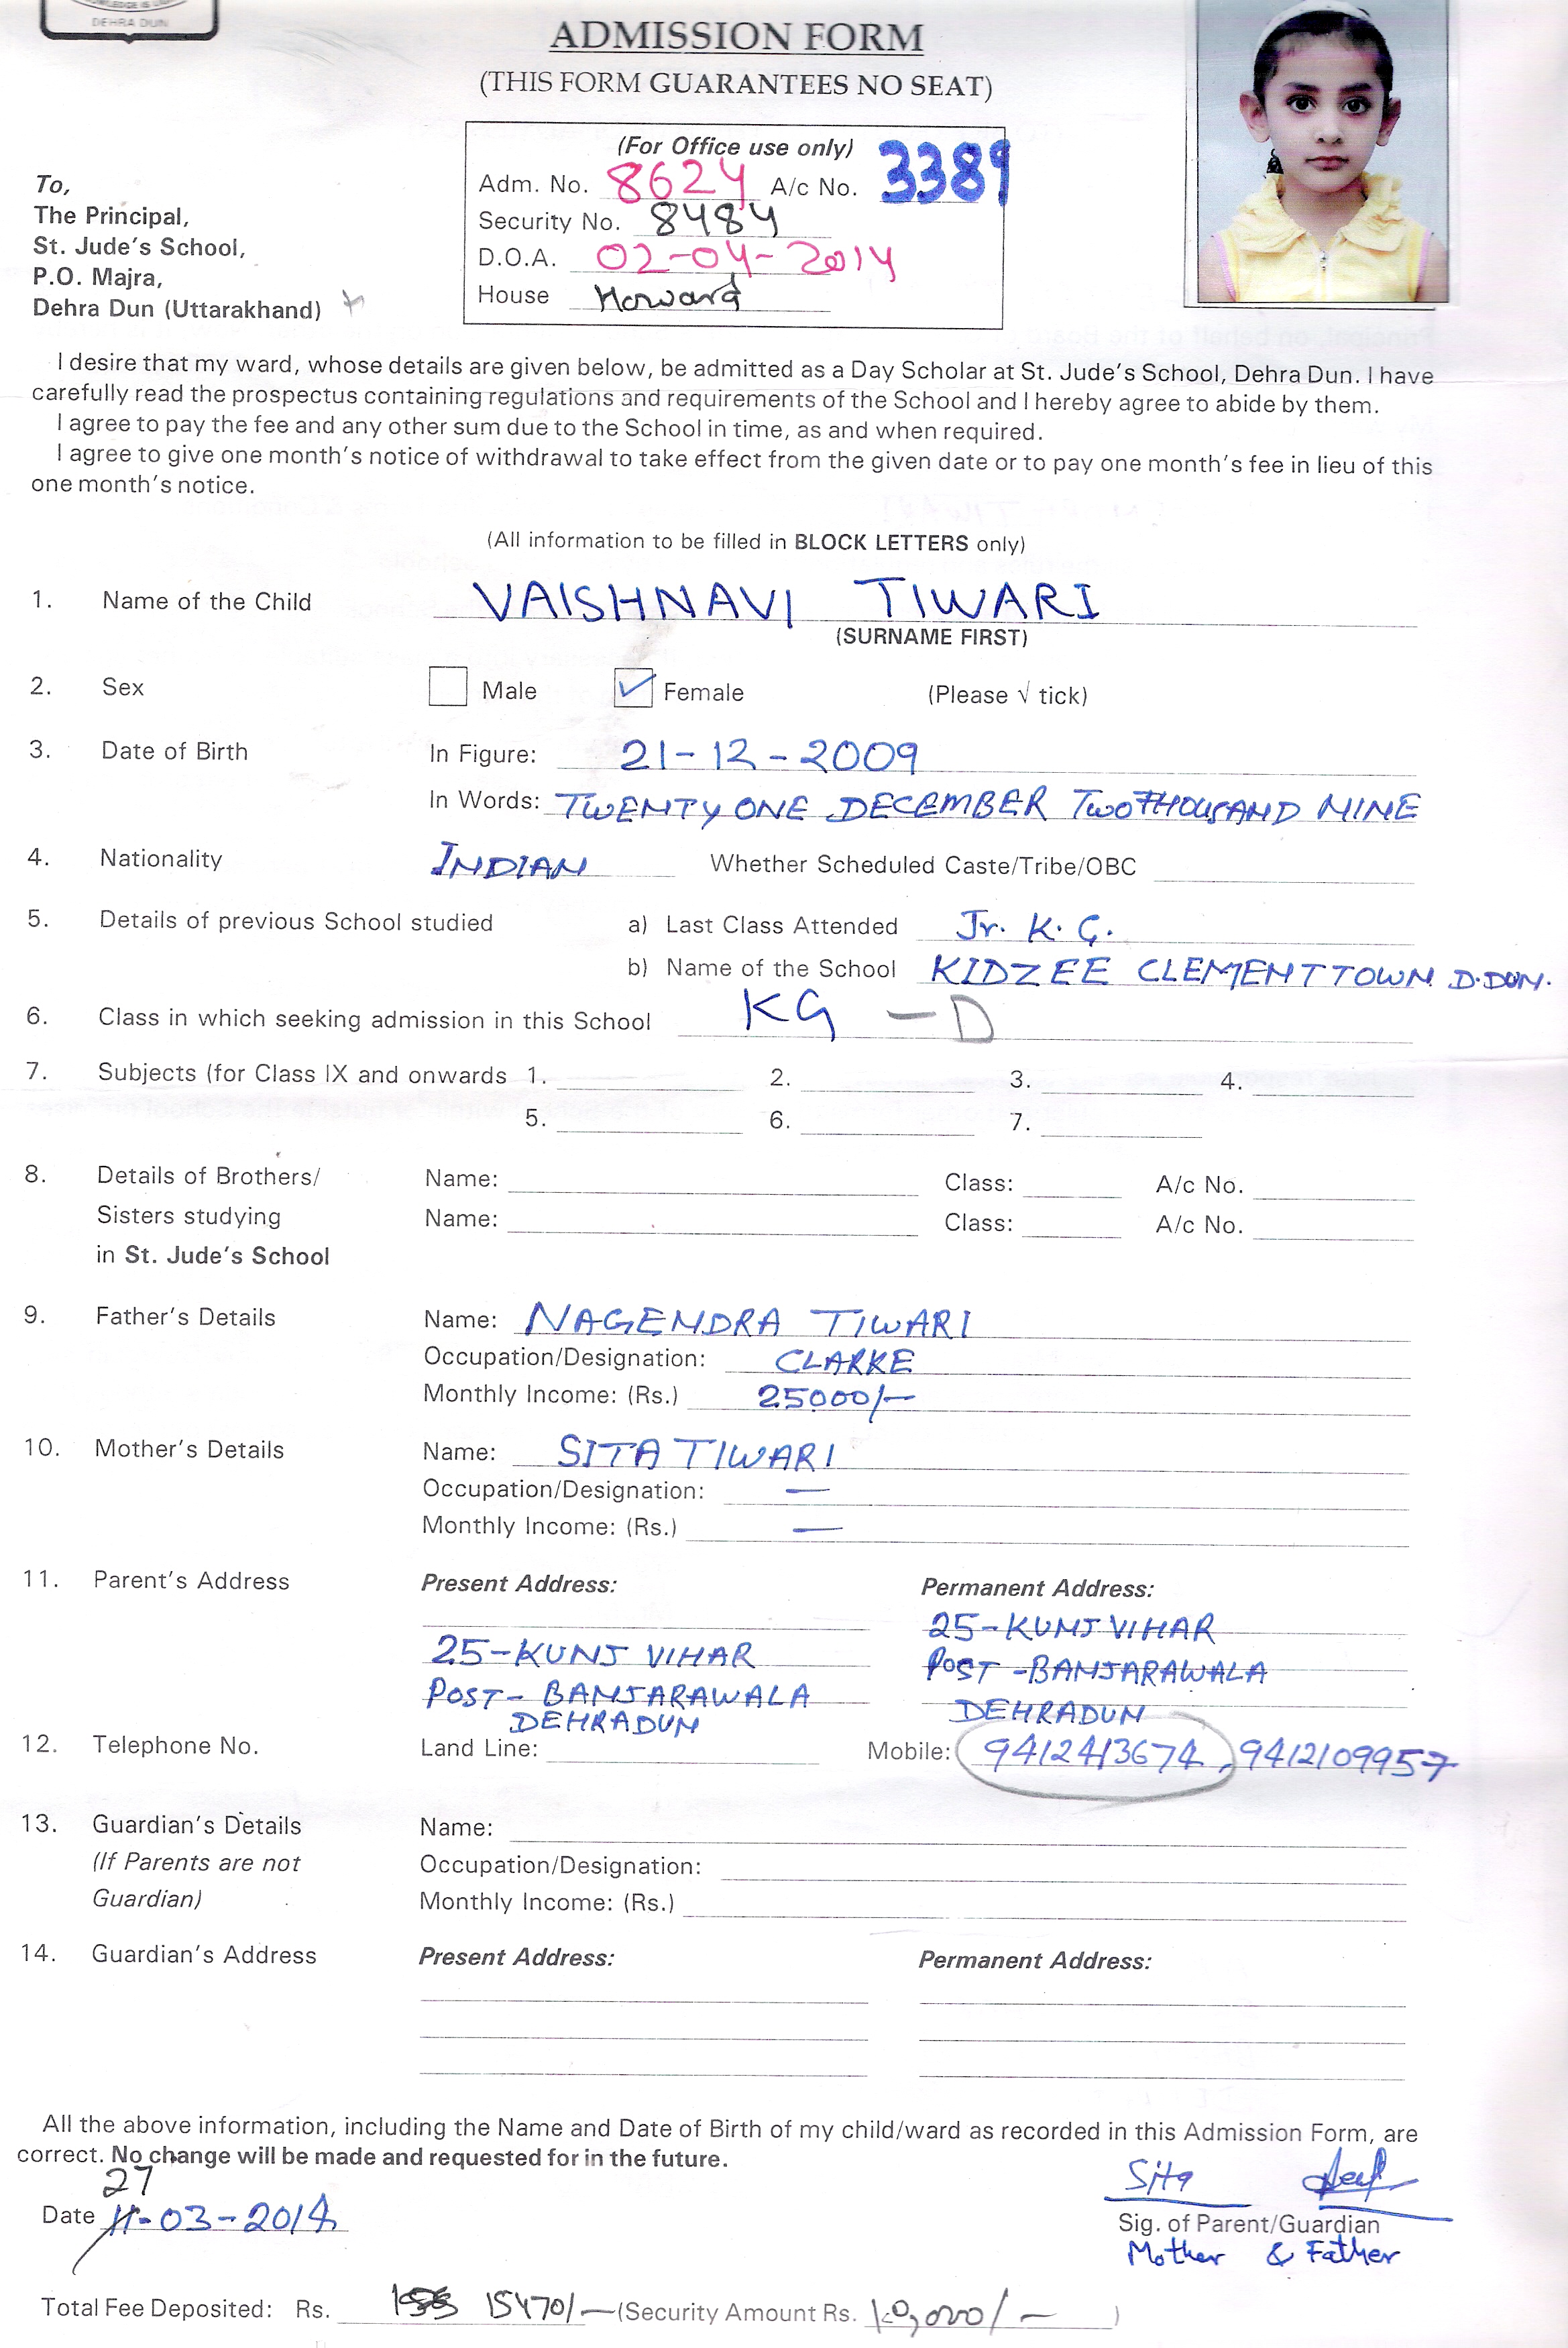 DEHRA DUN
ADMISSION FORM
(THIS FORM GUARANTEES NO SEAT)
(For Office use only)
Adm. No. 8624 A/c No. 3389
Security No. 8484
D.O.A. 02-04-2014
House Howard
To,
The Principal,
St. Jude's School,
P.O. Majra,
Dehra Dun (Uttarakhand)
I desire that my ward, whose details are given below, be admitted as a Day Scholar at St. Jude's School, Dehra Dun. I have
carefully read the prospectus containing regulations and requirements of the School and I hereby agree to abide by them.
I agree to pay the fee and any other sum due to the School in time, as and when required.
I agree to give one month's notice of withdrawal to take effect from the given date or to pay one month's fee in lieu of this
one month's notice.
(All information to be filled in BLOCK LETTERS only)
1. Name of the Child VAISHNAVI TIWARI
(SURNAME FIRST)
2. Sex Male Female (Please √ tick)
3. Date of Birth In Figure: 21-12-2009
In Words: TWENTY ONE DECEMBER TWO THOUSAND NINE
4. Nationality INDIAN Whether Scheduled Caste/Tribe/OBC
5. Details of previous School studied a) Last Class Attended Jr. K. G.
b) Name of the School KIDZEE CLEMENTTOWN D.DUN.
6. Class in which seeking admission in this School KG - D
7. Subjects (for Class IX and onwards 1. 2. 3. 4.
5. 6. 7.
8. Details of Brothers/ Name: Class: A/c No.
Sisters studying Name: Class: A/c No.
in St. Jude's School
9. Father's Details Name: NAGENDRA TIWARI
Occupation/Designation: CLARKE
Monthly Income: (Rs.) 25000/-
10. Mother's Details Name: SITA TIWARI
Occupation/Designation: —
Monthly Income: (Rs.) —
11. Parent's Address Present Address: Permanent Address:
25-KUNJ VIHAR 25-KUNJ VIHAR
POST- BANJARAWALA POST -BANJARAWALA
DEHRADUN DEHRADUN
12. Telephone No. Land Line: Mobile: 9412413674, 9412109957
13. Guardian's Details Name:
(If Parents are not Occupation/Designation:
Guardian) Monthly Income: (Rs.)
14. Guardian's Address Present Address: Permanent Address:
All the above information, including the Name and Date of Birth of my child/ward as recorded in this Admission Form, are
correct. No change will be made and requested for in the future.
27
Date 11-03-2014
Sita
Sig. of Parent/Guardian
Mother & Father
Total Fee Deposited: Rs. 15470/- (Security Amount Rs. 10,000/- )